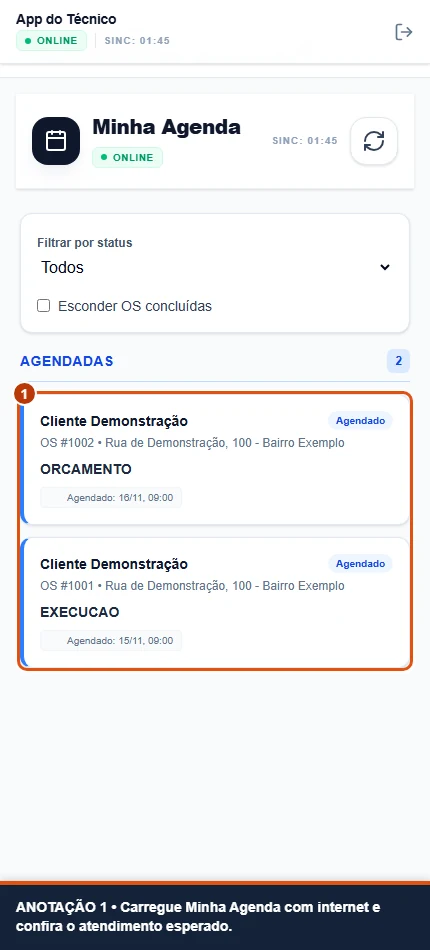 App do Técnico
ONLINE SINC: 01:45
Minha Agenda
ONLINE
SINC: 01:45
Filtrar por status
Todos
Esconder OS concluídas
AGENDADAS 2
1
Cliente Demonstração Agendado
OS #1002 • Rua de Demonstração, 100 - Bairro Exemplo
ORCAMENTO
Agendado: 16/11, 09:00
Cliente Demonstração Agendado
OS #1001 • Rua de Demonstração, 100 - Bairro Exemplo
EXECUCAO
Agendado: 15/11, 09:00
ANOTAÇÃO 1 • Carregue Minha Agenda com internet e
confira o atendimento esperado.